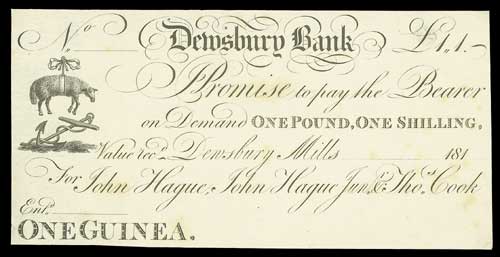 No Dewsbury Bank £1,1.-
I Promise to pay the Bearer
on Demand ONE POUND, ONE SHILLING.
Value recd. Dewsbury Mills 181
For John Hague, John Hague Junr. & Thos. Cook
Entd.
ONE GUINEA.